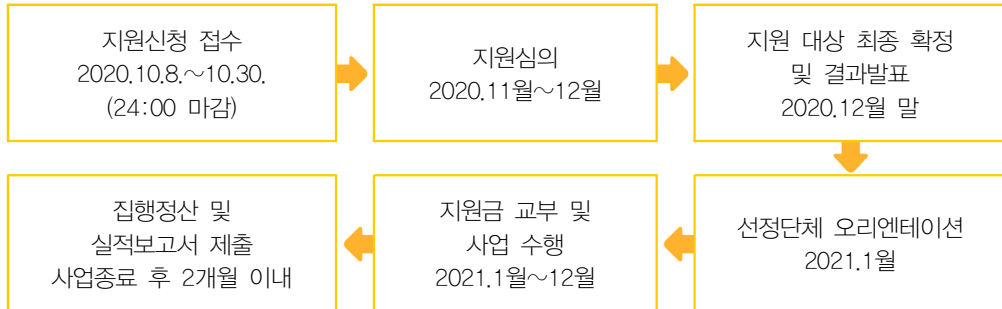 지원신청 접수
2020.10.8.~10.30.
(24:00 마감)
지원심의
2020.11월~12월
지원 대상 최종 확정
및 결과발표
2020.12월 말
선정단체 오리엔테이션
2021.1월
지원금 교부 및
사업 수행
2021.1월~12월
집행정산 및
실적보고서 제출
사업종료 후 2개월 이내